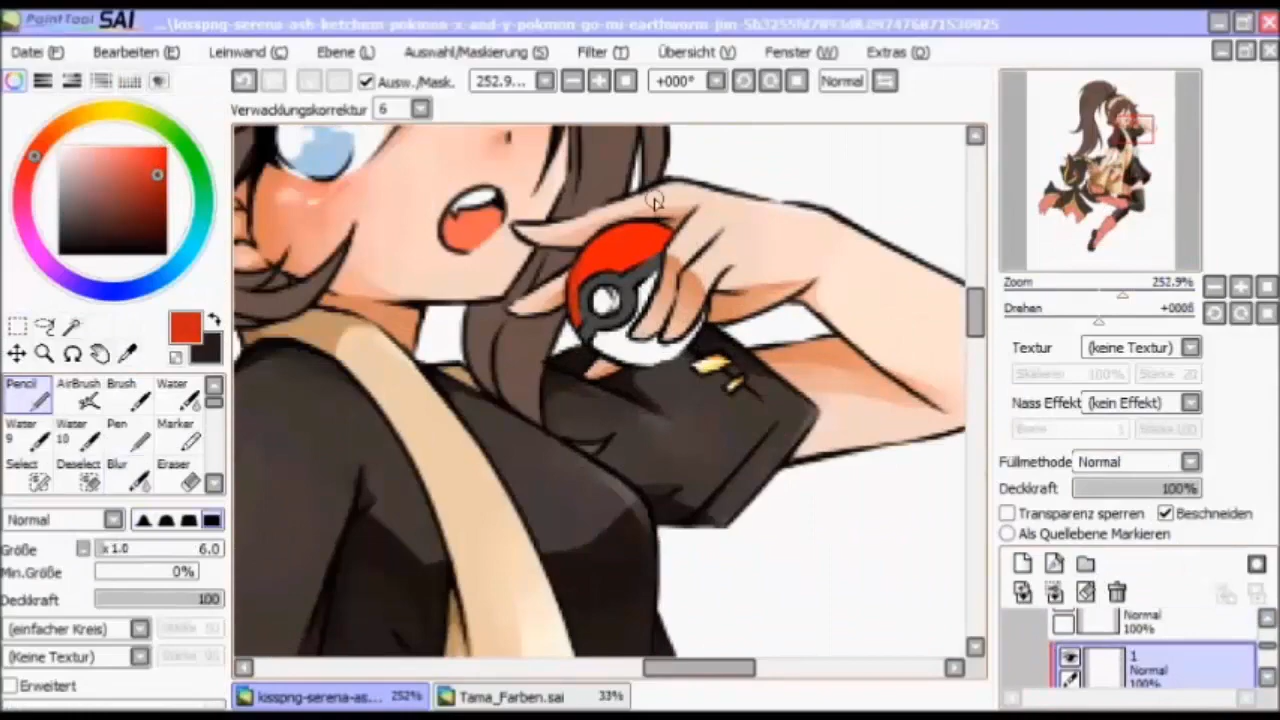 PaintTool SAI
Datei (F) Bearbeiten (E) Leinwand (C) Ebene (L) Auswahl/Maskierung (S) Filter (T) Übersicht (V) Fenster (W) Extras (O)
Ausw./Mask. 252.9... +000° Normal
Verwacklungskorrektur 6
Zoom 252.9%
Drehen
Textur (keine Textur)
Nass Effekt (kein Effekt)
Füllmethode Normal
Deckkraft 100%
Transparenz sperren Beschneiden
Als Quellebene Markieren
Normal
100%
1
Normal
100%
Pencil AirBrush Brush Water
Water 9 Water 10 Pen Marker
Select Deselect Blur Eraser
Normal
Größe x 1.0 6.0
Min.Größe 0%
Deckkraft 100
(einfacher Kreis)
(Keine Textur)
Erweitert
kisspng-serena-as... 252% Tama_Farben.sai 33%